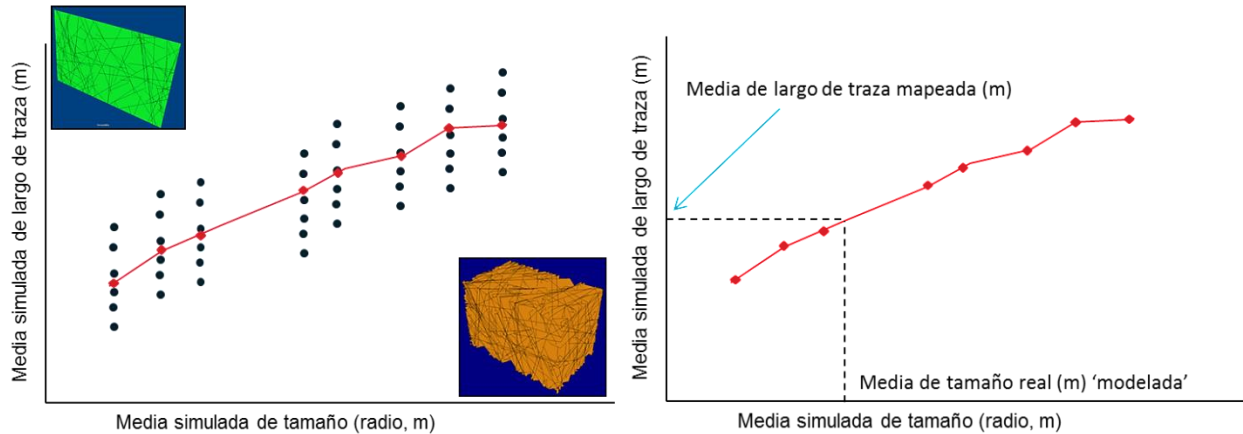 Media simulada de largo de traza (m)
Media simulada de tamaño (radio, m)
Media simulada de largo de traza (m)
Media de largo de traza mapeada (m)
Media de tamaño real (m) ‘modelada’
Media simulada de tamaño (radio, m)